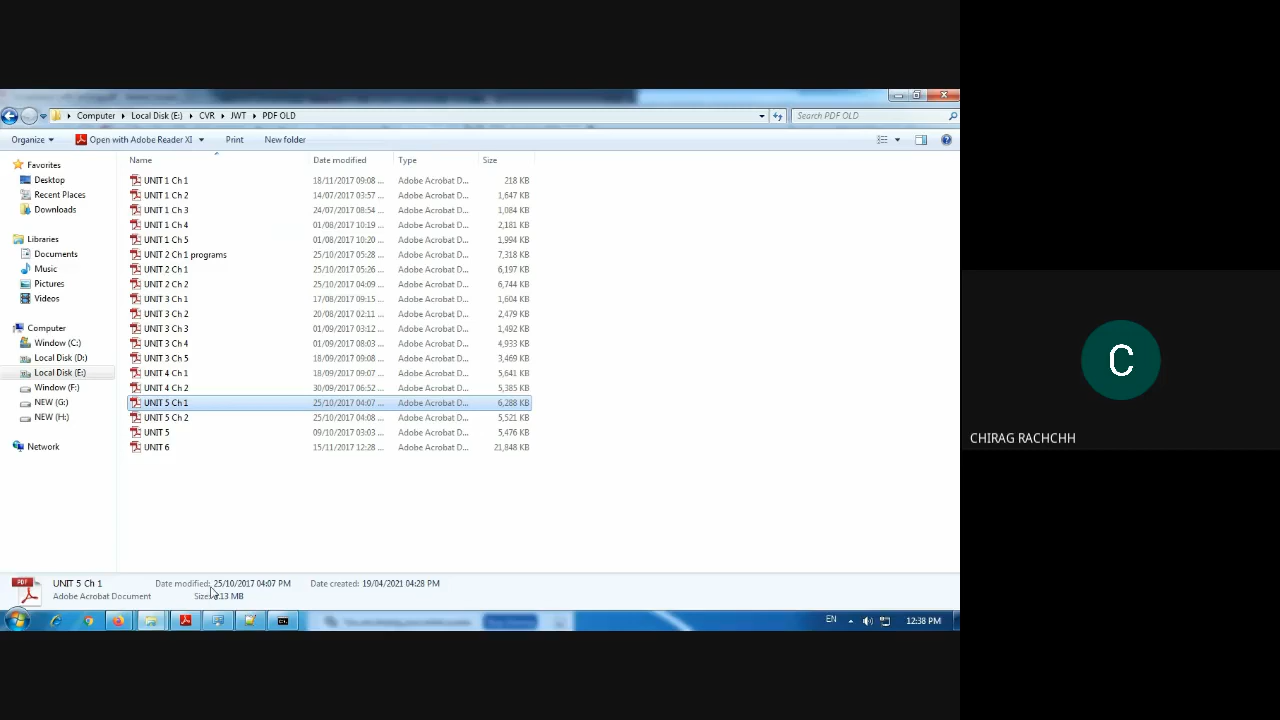 Computer Local Disk (E:) CVR JWT PDF OLD Search PDF OLD
Organize Open with Adobe Reader XI Print New folder
Name Date modified Type Size
Favorites
Desktop
Recent Places
Downloads
Libraries
Documents
Music
Pictures
Videos
Computer
Window (C:)
Local Disk (D:)
Local Disk (E:)
Window (F:)
NEW (G:)
NEW (H:)
Network
UNIT 1 Ch 1 18/11/2017 09:08 ... Adobe Acrobat D... 218 KB
UNIT 1 Ch 2 14/07/2017 03:57 ... Adobe Acrobat D... 1,647 KB
UNIT 1 Ch 3 24/07/2017 08:54 ... Adobe Acrobat D... 1,084 KB
UNIT 1 Ch 4 01/08/2017 10:19 ... Adobe Acrobat D... 2,181 KB
UNIT 1 Ch 5 01/08/2017 10:20 ... Adobe Acrobat D... 1,994 KB
UNIT 2 Ch 1 programs 25/10/2017 05:28 ... Adobe Acrobat D... 7,318 KB
UNIT 2 Ch 1 25/10/2017 05:26 ... Adobe Acrobat D... 6,197 KB
UNIT 2 Ch 2 25/10/2017 04:09 ... Adobe Acrobat D... 6,744 KB
UNIT 3 Ch 1 17/08/2017 09:15 ... Adobe Acrobat D... 1,604 KB
UNIT 3 Ch 2 20/08/2017 02:11 ... Adobe Acrobat D... 2,479 KB
UNIT 3 Ch 3 01/09/2017 03:12 ... Adobe Acrobat D... 1,492 KB
UNIT 3 Ch 4 01/09/2017 08:03 ... Adobe Acrobat D... 4,933 KB
UNIT 3 Ch 5 18/09/2017 09:08 ... Adobe Acrobat D... 3,469 KB
UNIT 4 Ch 1 18/09/2017 09:07 ... Adobe Acrobat D... 5,641 KB
UNIT 4 Ch 2 30/09/2017 06:52 ... Adobe Acrobat D... 5,385 KB
UNIT 5 Ch 1 25/10/2017 04:07 ... Adobe Acrobat D... 6,288 KB
UNIT 5 Ch 2 25/10/2017 04:08 ... Adobe Acrobat D... 5,521 KB
UNIT 5 09/10/2017 03:03 ... Adobe Acrobat D... 5,476 KB
UNIT 6 15/11/2017 12:28 ... Adobe Acrobat D... 21,848 KB
PDF
UNIT 5 Ch 1 Date modified: 25/10/2017 04:07 PM Date created: 19/04/2021 04:28 PM
Adobe Acrobat Document Size: MB
EN 12:38 PM
C
CHIRAG RACHCHH